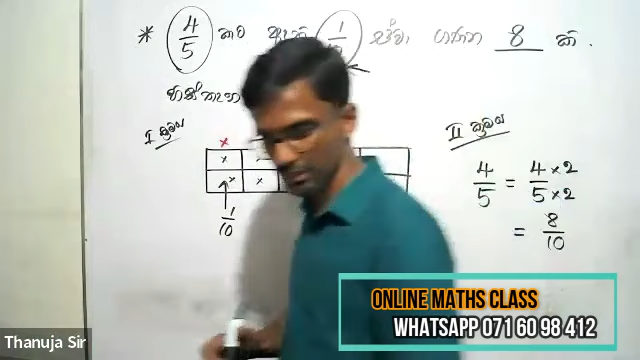 * 4/5 කට ඇති 1/10 ගණන 8 කි.
I ක්‍රමය
II ක්‍රමය
4/5 = 4 × 2 / 5 × 2
= 8/10
1/10
Thanuja Sir
ONLINE MATHS CLASS
WHATSAPP 071 60 98 412